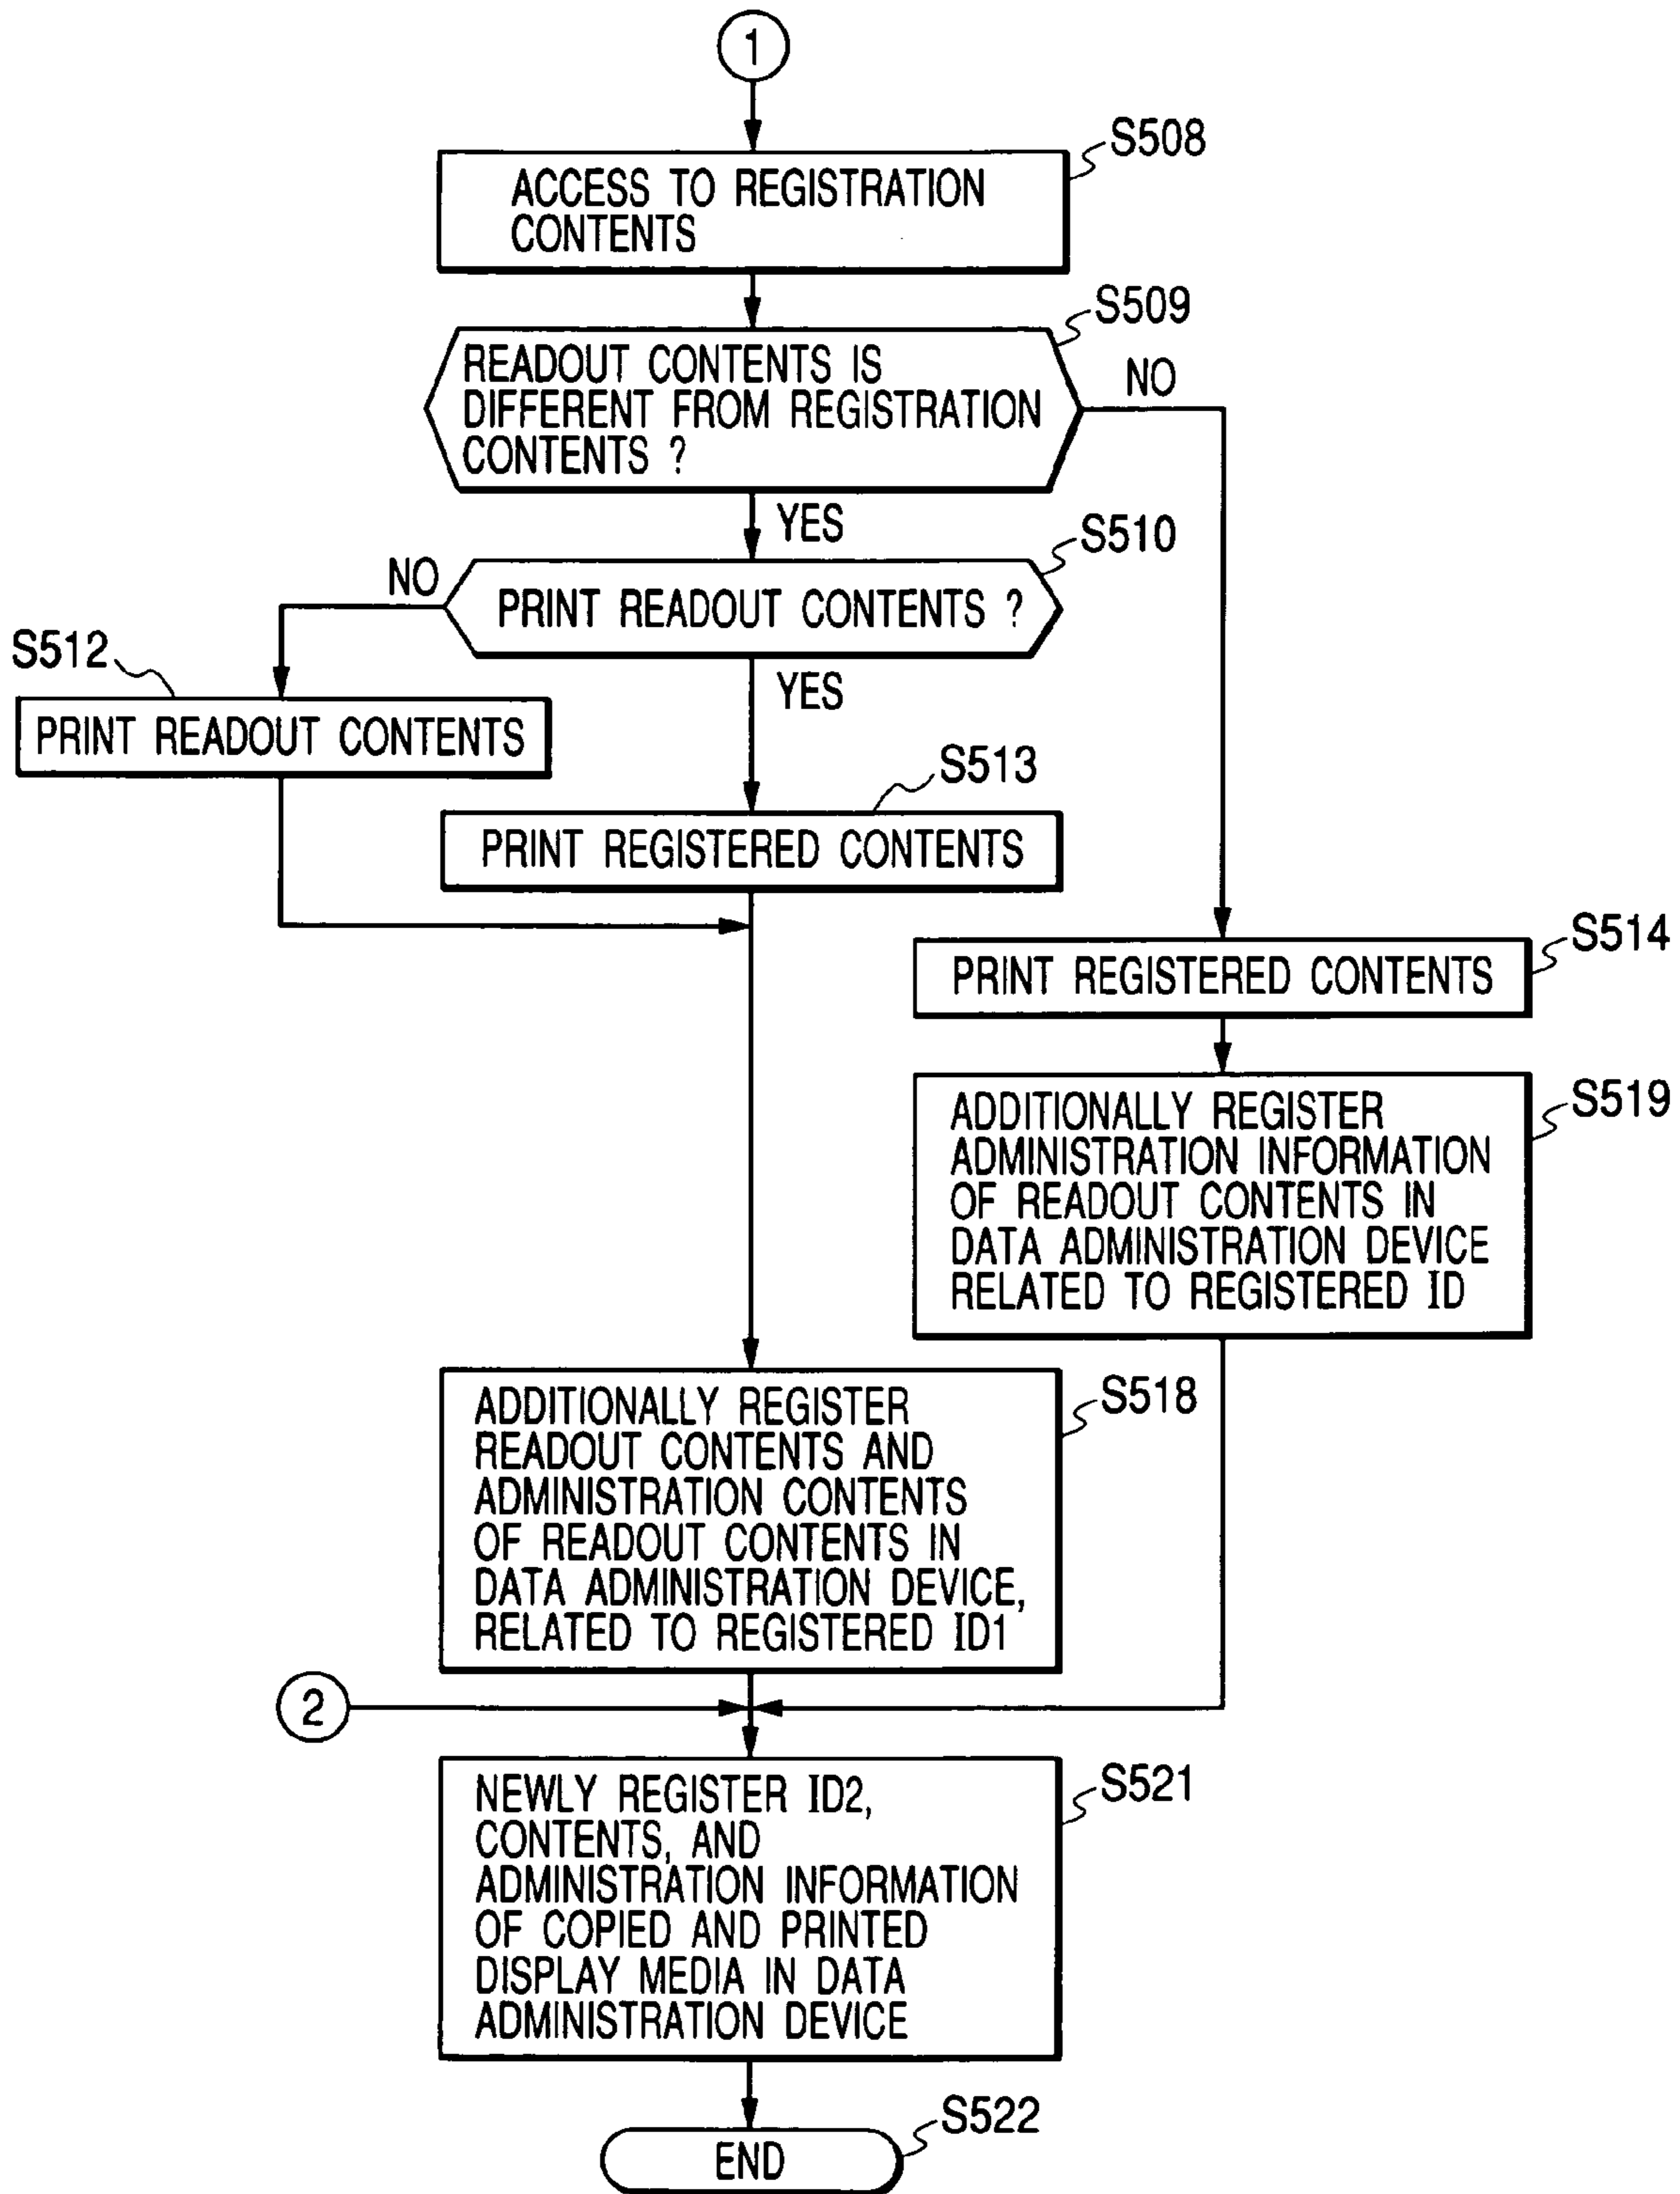 1
S508
ACCESS TO REGISTRATION
CONTENTS
S509
READOUT CONTENTS IS
DIFFERENT FROM REGISTRATION
CONTENTS ?
NO
YES
S510
NO
PRINT READOUT CONTENTS ?
YES
S512
PRINT READOUT CONTENTS
S513
PRINT REGISTERED CONTENTS
S514
PRINT REGISTERED CONTENTS
S519
ADDITIONALLY REGISTER
ADMINISTRATION INFORMATION
OF READOUT CONTENTS IN
DATA ADMINISTRATION DEVICE
RELATED TO REGISTERED ID
S518
ADDITIONALLY REGISTER
READOUT CONTENTS AND
ADMINISTRATION CONTENTS
OF READOUT CONTENTS IN
DATA ADMINISTRATION DEVICE,
RELATED TO REGISTERED ID1
2
S521
NEWLY REGISTER ID2,
CONTENTS, AND
ADMINISTRATION INFORMATION
OF COPIED AND PRINTED
DISPLAY MEDIA IN DATA
ADMINISTRATION DEVICE
S522
END